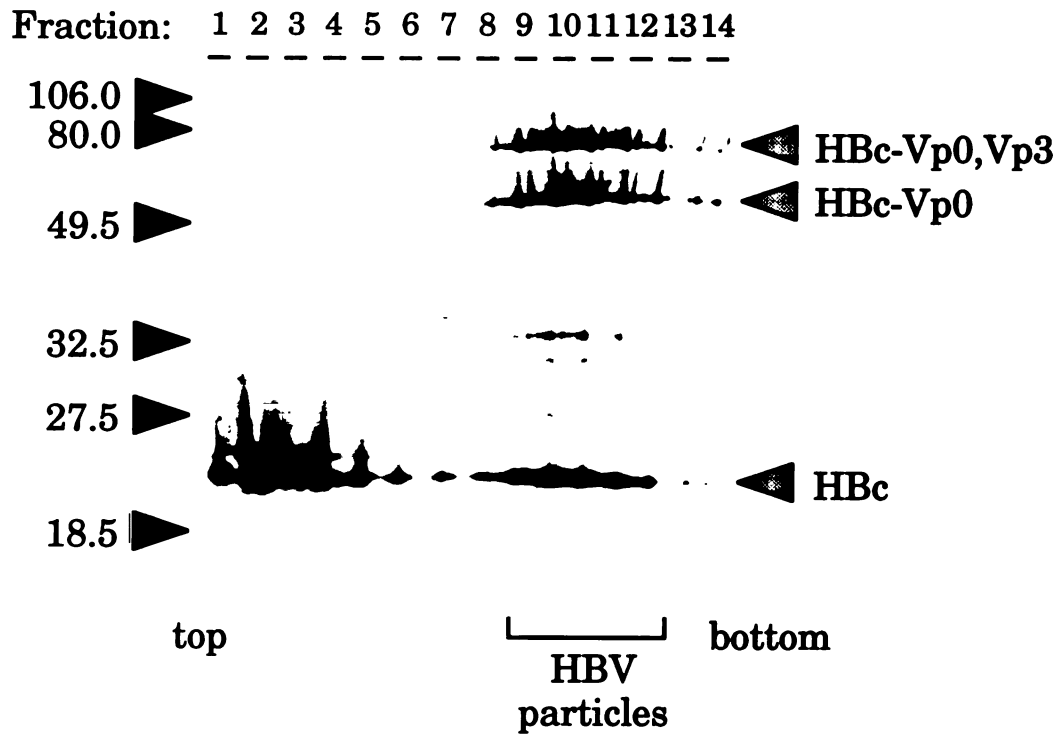 Fraction: 1 2 3 4 5 6 7 8 9 10 11 12 13 14
106.0
80.0
HBc-Vp0,Vp3
HBc-Vp0
49.5
32.5
27.5
HBc
18.5
top
bottom
HBV
particles